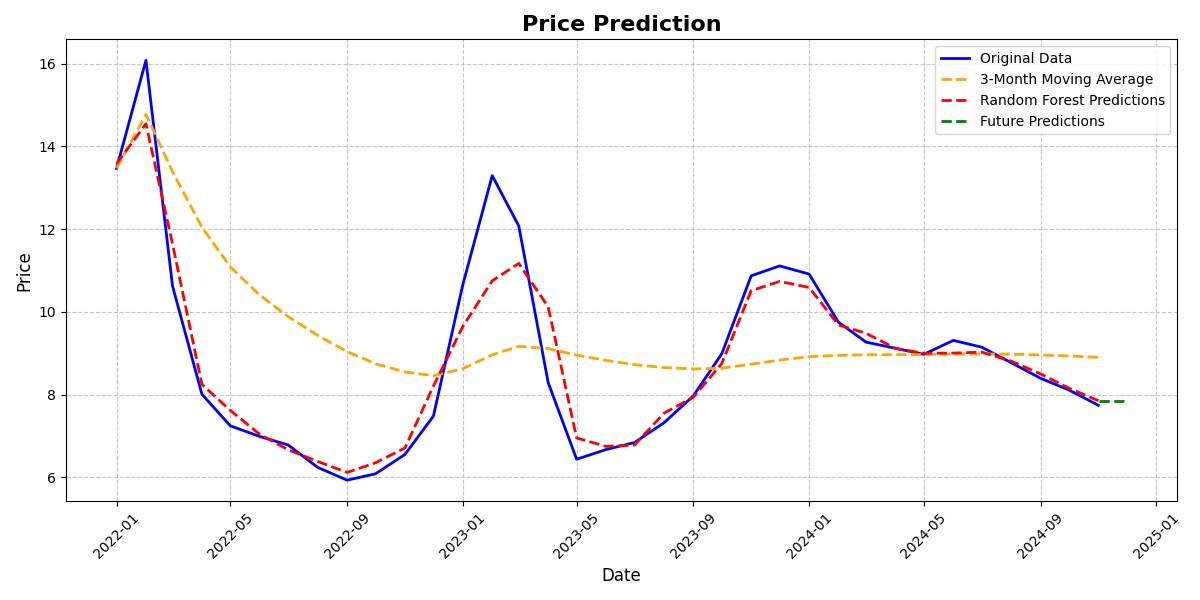 Price Prediction
Original Data
3-Month Moving Average
Random Forest Predictions
Future Predictions
16
14
12
10
8
6
Price
2022-01
2022-05
2022-09
2023-01
2023-05
2023-09
2024-01
2024-05
2024-09
2025-01
Date